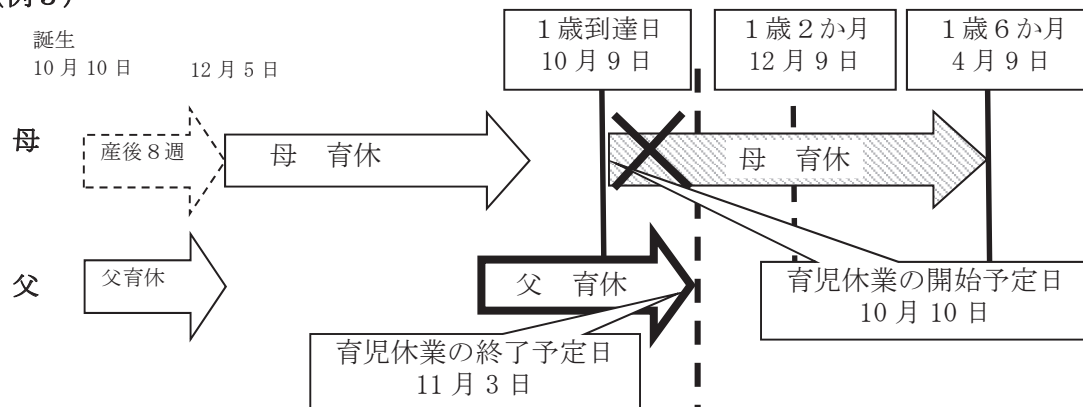 誕生
10月10日
12月5日
1歳到達日
10月9日
1歳2か月
12月9日
1歳6か月
4月9日
母
産後8週
母 育休
母 育休
父
父育休
父 育休
育児休業の開始予定日
10月10日
育児休業の終了予定日
11月3日